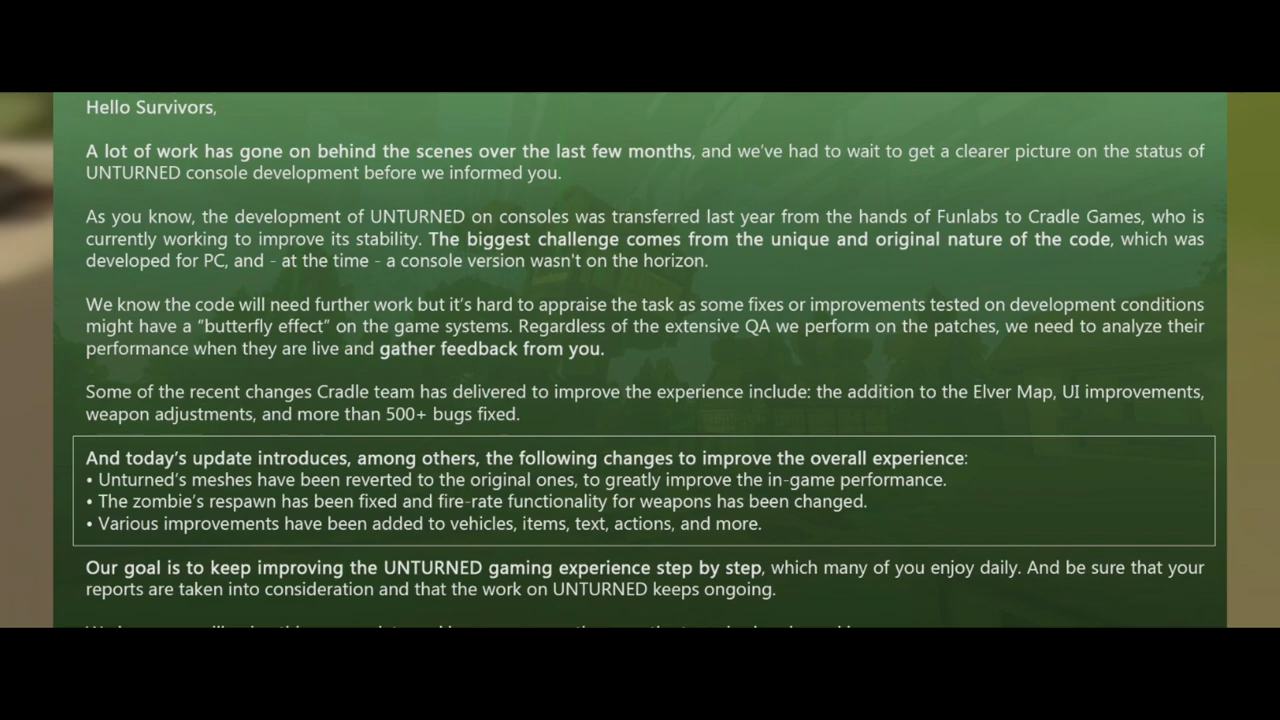 Hello Survivors,
A lot of work has gone on behind the scenes over the last few months, and we've had to wait to get a clearer picture on the status of
UNTURNED console development before we informed you.
As you know, the development of UNTURNED on consoles was transferred last year from the hands of Funlabs to Cradle Games, who is
currently working to improve its stability. The biggest challenge comes from the unique and original nature of the code, which was
developed for PC, and - at the time - a console version wasn't on the horizon.
We know the code will need further work but it's hard to appraise the task as some fixes or improvements tested on development conditions
might have a “butterfly effect” on the game systems. Regardless of the extensive QA we perform on the patches, we need to analyze their
performance when they are live and gather feedback from you.
Some of the recent changes Cradle team has delivered to improve the experience include: the addition to the Elver Map, UI improvements,
weapon adjustments, and more than 500+ bugs fixed.
And today's update introduces, among others, the following changes to improve the overall experience:
• Unturned's meshes have been reverted to the original ones, to greatly improve the in-game performance.
• The zombie's respawn has been fixed and fire-rate functionality for weapons has been changed.
• Various improvements have been added to vehicles, items, text, actions, and more.
Our goal is to keep improving the UNTURNED gaming experience step by step, which many of you enjoy daily. And be sure that your
reports are taken into consideration and that the work on UNTURNED keeps ongoing.